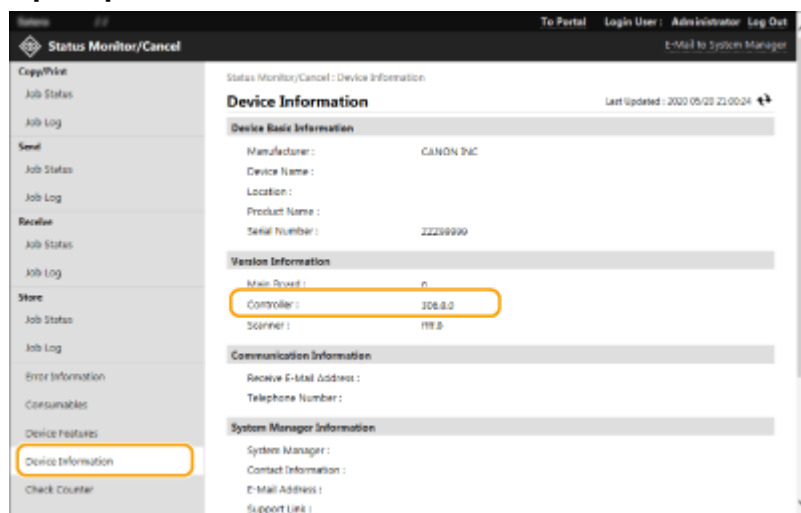 To Portal Login User : Administrator Log Out
Status Monitor/Cancel
E-Mail to System Manager
Copy/Print
Job Status
Job Log
Send
Job Status
Job Log
Receive
Job Status
Job Log
Store
Job Status
Job Log
Error Information
Consumables
Device Features
Device Information
Check Counter
Status Monitor/Cancel : Device Information
Device Information
Last Updated : 2020 05/20 21:00:24
Device Basic Information
Manufacturer : CANON INC
Device Name :
Location :
Product Name :
Serial Number :
Version Information
Main Board :
Controller :
Scanner :
Communication Information
Receive E-Mail Address :
Telephone Number :
System Manager Information
System Manager :
Contact Information :
E-Mail Address :
Support Link :